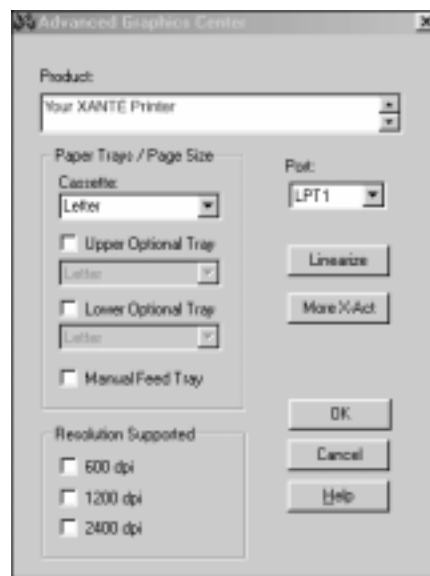 Advanced Graphics Center
Product:
Your XANTÉ Printer
Paper Trays / Page Size
Cassette:
Letter
Upper Optional Tray
Letter
Lower Optional Tray
Letter
Manual Feed Tray
Resolution Supported
600 dpi
1200 dpi
2400 dpi
Port:
LPT1
Linearize
More X-Act
OK
Cancel
Help